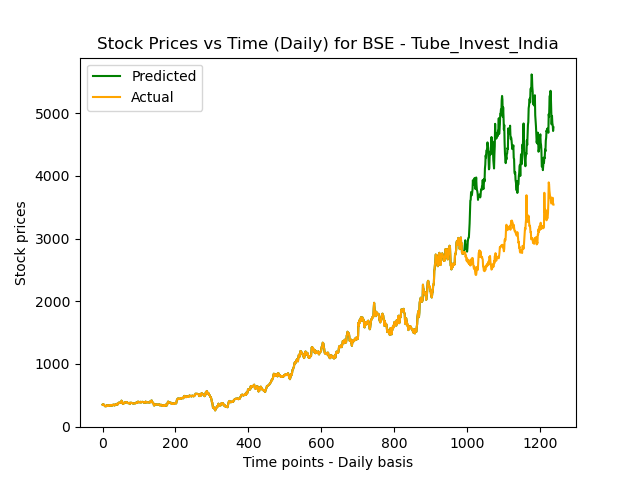 Stock Prices vs Time (Daily) for BSE - Tube_Invest_India
Predicted
Actual
Stock prices
5000
4000
3000
2000
1000
0
0 200 400 600 800 1000 1200
Time points - Daily basis